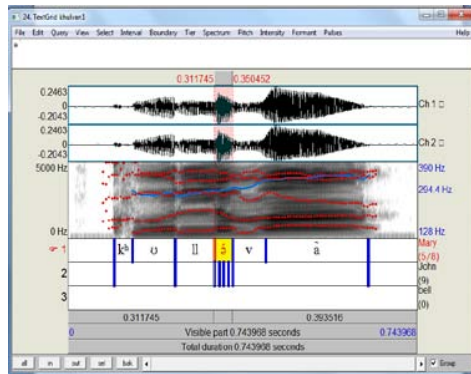 24. TextGrid khulvan1
File Edit Query View Select Interval Boundary Tier Spectrum Pitch Intensity Formant Pulses Help
0.311745 0.350452
0.2463
0
-0.2043
Ch 1
0.2463
0
-0.2043
Ch 2
5000 Hz
0 Hz
390 Hz
294.4 Hz
128 Hz
1 kʰ ʊ ll v Mary
(5/8)
2 John
(9)
3 bell
(0)
0.311745 0.393516
0 Visible part 0.743968 seconds 0.743968
Total duration 0.743968 seconds
all in out sel bak Group